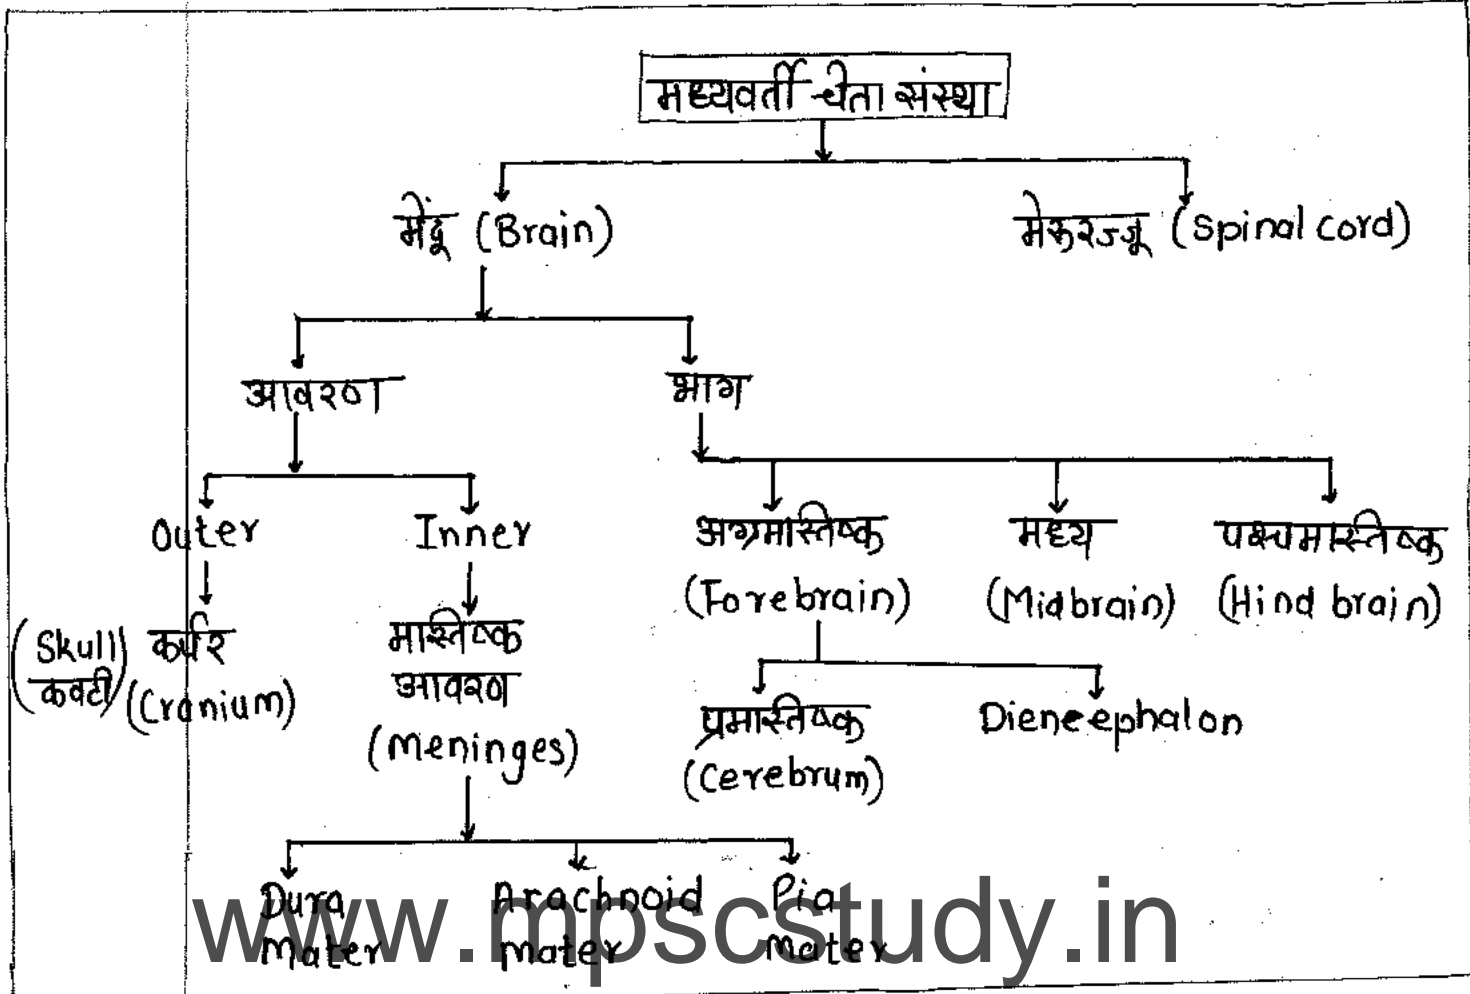 मध्यवर्ती चेता संस्था
मेंदू (Brain)
मेरूरज्जू (Spinal cord)
आवरण
भाग
Outer
Inner
अग्रमास्तिष्क
मध्य
पश्चमास्तिष्क
(Forebrain)
(Midbrain)
(Hind brain)
(Skull
कवटी)
कर्पर
(Cranium)
मास्तिष्क
आवरण
(Meninges)
प्रमास्तिष्क
(Cerebrum)
Diencephalon
Dura
Mater
Arachnoid
mater
Pia
Mater
www.mpscstudy.in